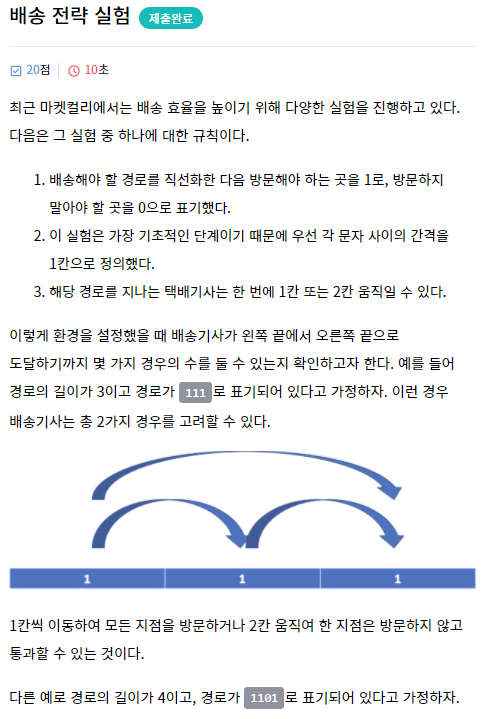 배송 전략 실험 제출완료
20점 10초
최근 마켓컬리에서는 배송 효율을 높이기 위해 다양한 실험을 진행하고 있다.
다음은 그 실험 중 하나에 대한 규칙이다.
1. 배송해야 할 경로를 직선화한 다음 방문해야 하는 곳을 1로, 방문하지
말아야 할 곳을 0으로 표기했다.
2. 이 실험은 가장 기초적인 단계이기 때문에 우선 각 문자 사이의 간격을
1칸으로 정의했다.
3. 해당 경로를 지나는 택배기사는 한 번에 1칸 또는 2칸 움직일 수 있다.
이렇게 환경을 설정했을 때 배송기사가 왼쪽 끝에서 오른쪽 끝으로
도달하기까지 몇 가지 경우의 수를 둘 수 있는지 확인하고자 한다. 예를 들어
경로의 길이가 3이고 경로가 111로 표기되어 있다고 가정하자. 이런 경우
배송기사는 총 2가지 경우를 고려할 수 있다.
1 1 1
1칸씩 이동하여 모든 지점을 방문하거나 2칸 움직여 한 지점은 방문하지 않고
통과할 수 있는 것이다.
다른 예로 경로의 길이가 4이고, 경로가 1101로 표기되어 있다고 가정하자.